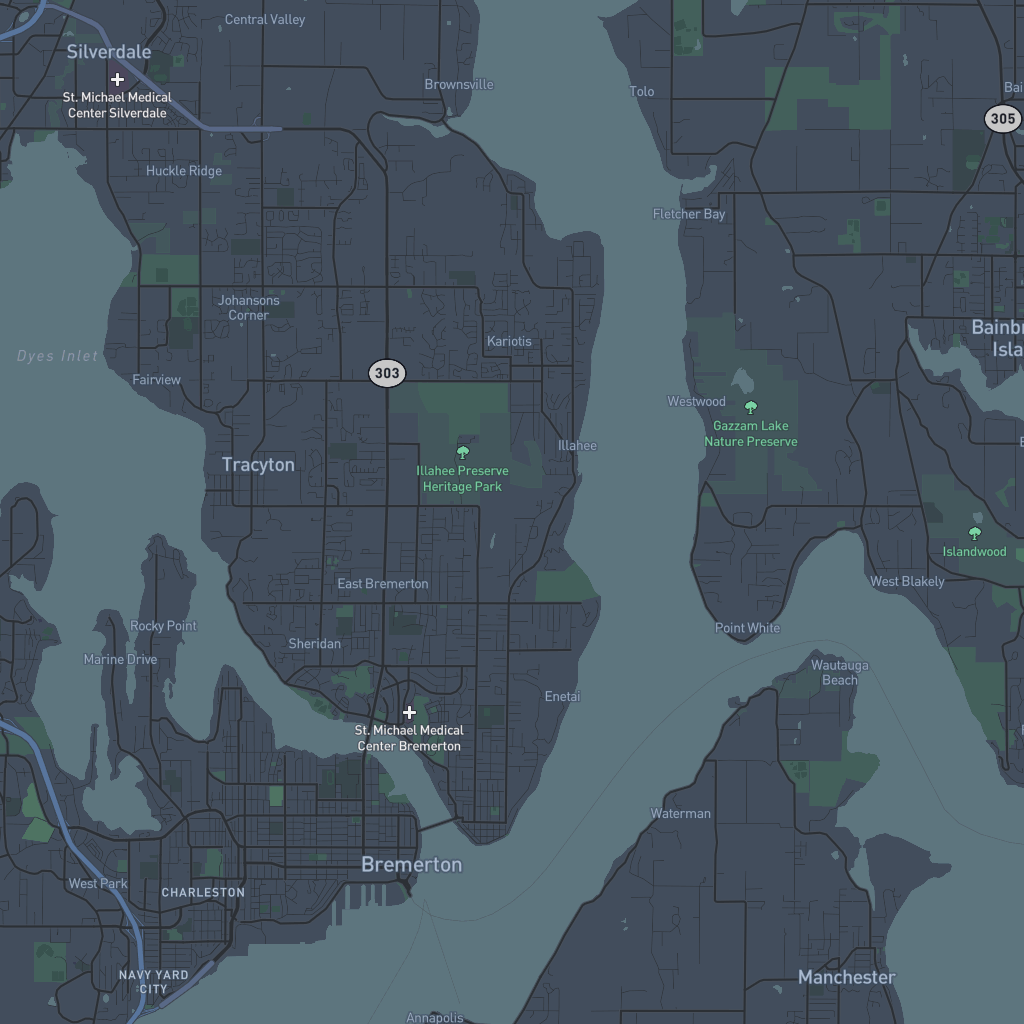 Central Valley
Silverdale
Brownsville
St. Michael Medical
Center Silverdale
Tolo
305
Huckle Ridge
Fletcher Bay
Johansons
Corner
Kariotis
Dyes Inlet
Fairview
303
Westwood
Gazzam Lake
Nature Preserve
Illahee
Tracyton
Illahee Preserve
Heritage Park
Islandwood
East Bremerton
West Blakely
Rocky Point
Point White
Sheridan
Marine Drive
Wautauga
Beach
Enetai
St. Michael Medical
Center Bremerton
Waterman
Bremerton
West Park
CHARLESTON
NAVY YARD
CITY
Manchester
Annapolis